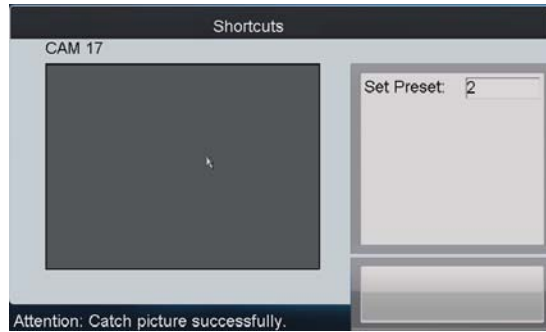 Shortcuts
CAM 17
Set Preset: 2
Attention: Catch picture successfully.